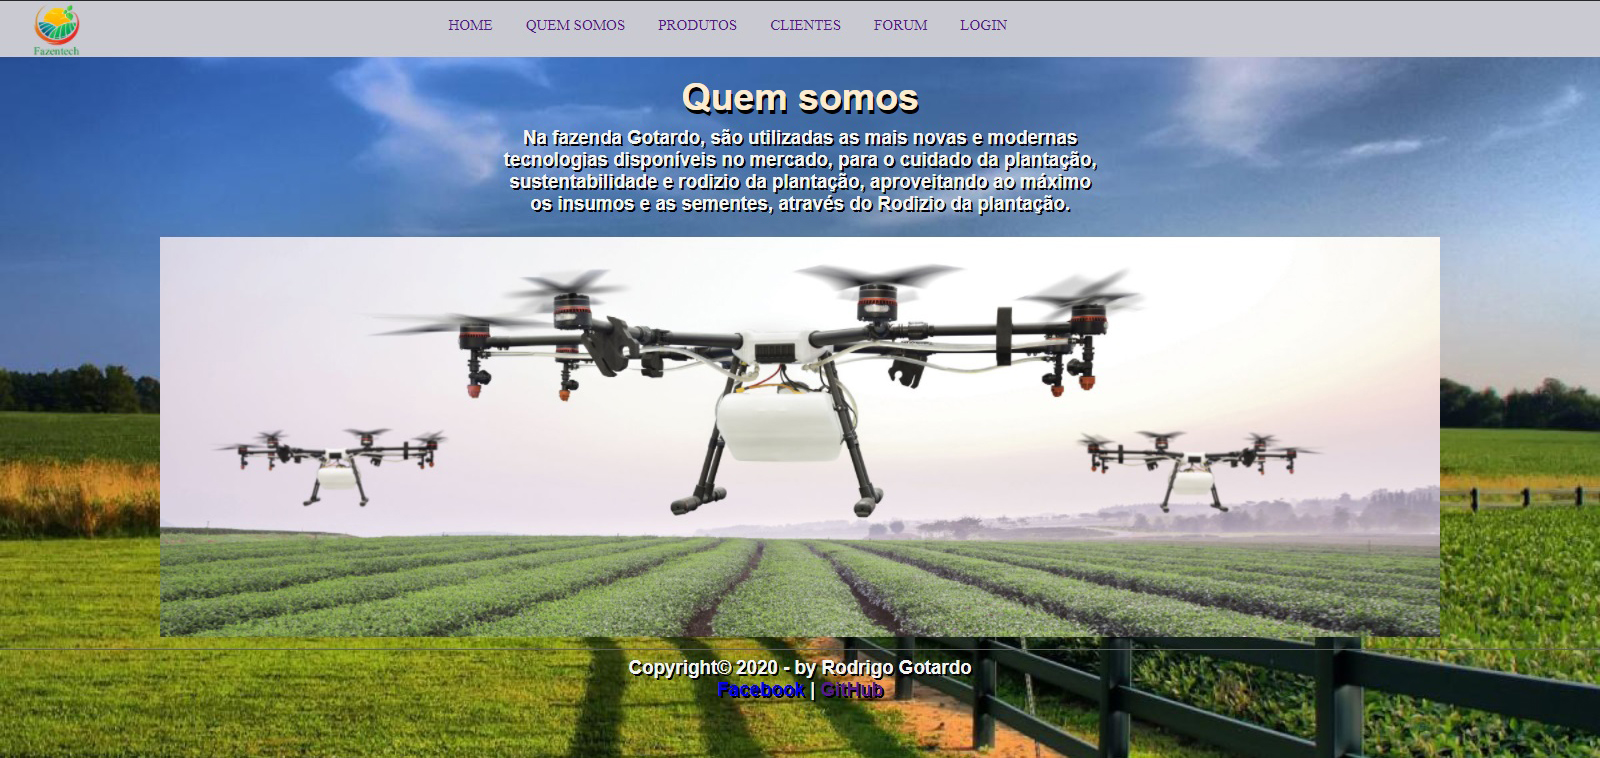 Fazentech
HOME QUEM SOMOS PRODUTOS CLIENTES FORUM LOGIN
Quem somos
Na fazenda Gotardo, são utilizadas as mais novas e modernas
tecnologias disponíveis no mercado, para o cuidado da plantação,
sustentabilidade e rodizio da plantação, aproveitando ao máximo
os insumos e as sementes, através do Rodizio da plantação.
Copyright© 2020 - by Rodrigo Gotardo
Facebook | GitHub